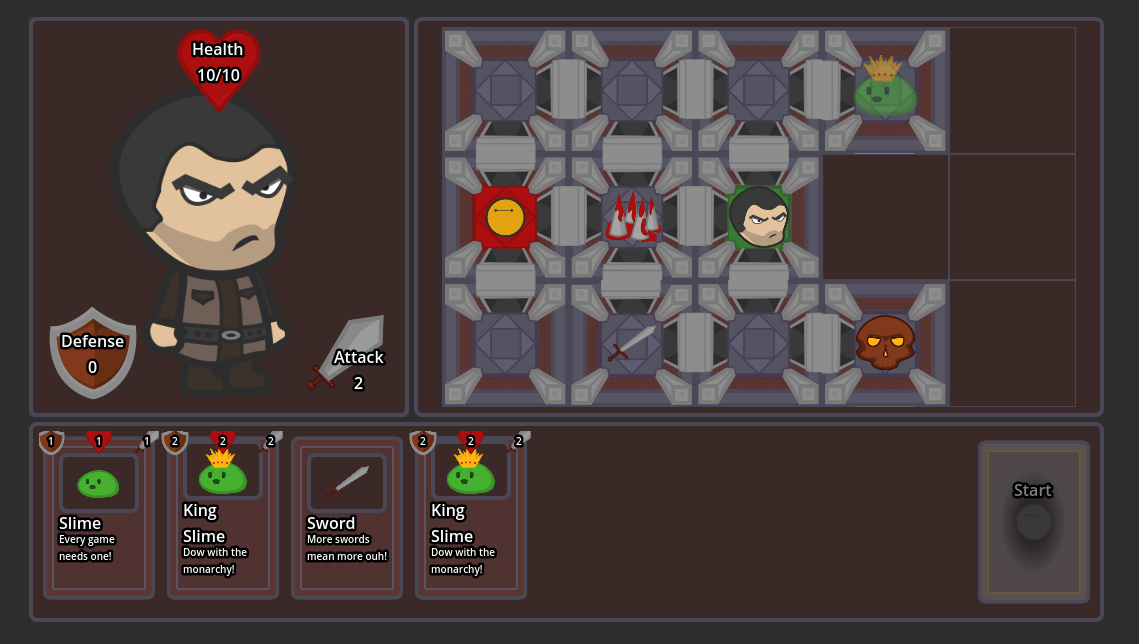 Health
10/10
Defense
0
Attack
2
1
1
1
Slime
Every game
needs one!
2
2
2
King
Slime
Dow with the
monarchy!
Sword
More swords
mean more ouh!
2
2
2
King
Slime
Dow with the
monarchy!
Start